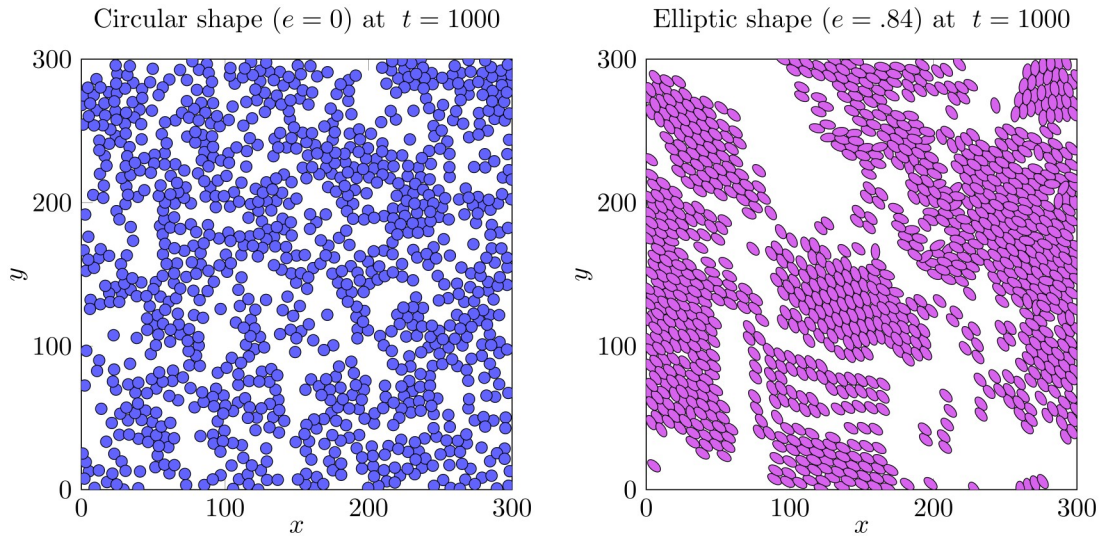 Circular shape (e = 0) at t = 1000
300
200
100
0
y
0 100 200 300
x
Elliptic shape (e = .84) at t = 1000
300
200
100
0
y
0 100 200 300
x